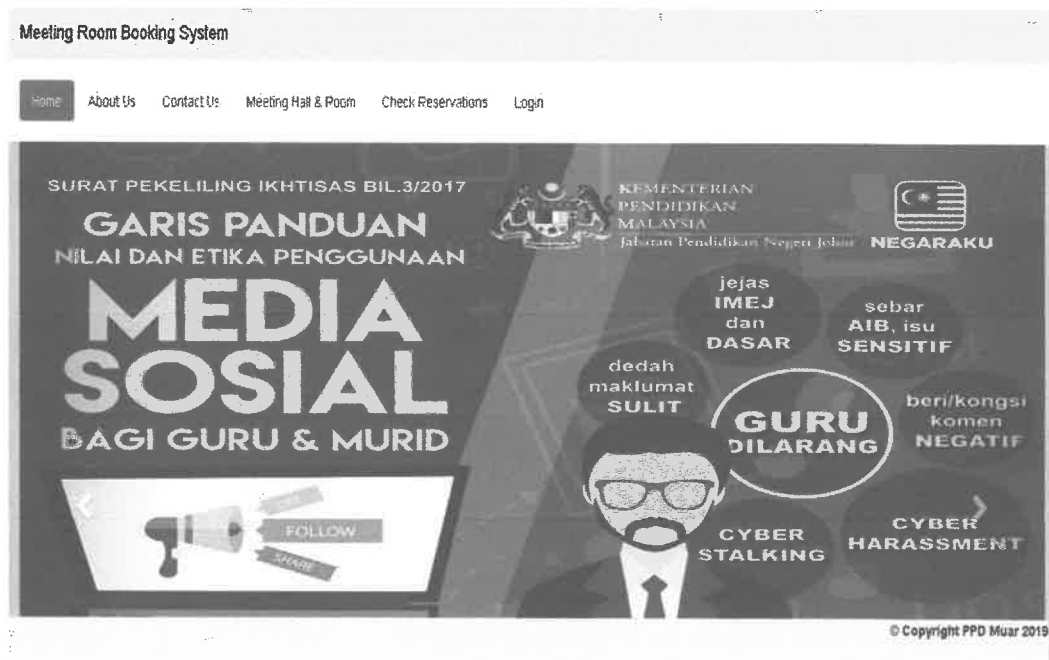 Meeting Room Booking System
Home About Us Contact Us Meeting Hall & Room Check Reservations Login
SURAT PEKELILING IKHTISAS BIL.3/2017
GARIS PANDUAN
NILAI DAN ETIKA PENGGUNAAN
MEDIA
SOSIAL
BAGI GURU & MURID
FOLLOW
SHARE
KEMENTERIAN
PENDIDIKAN
MALAYSIA
Jabatan Pendidikan Negeri Johor
NEGARAKU
jejas
IMEJ
dan
DASAR
sebar
AIB, isu
SENSITIF
dedah
maklumat
SULIT
GURU
DILARANG
beri/kongsi
komen
NEGATIF
CYBER
STALKING
CYBER
HARASSMENT
© Copyright PPD Muar 2019